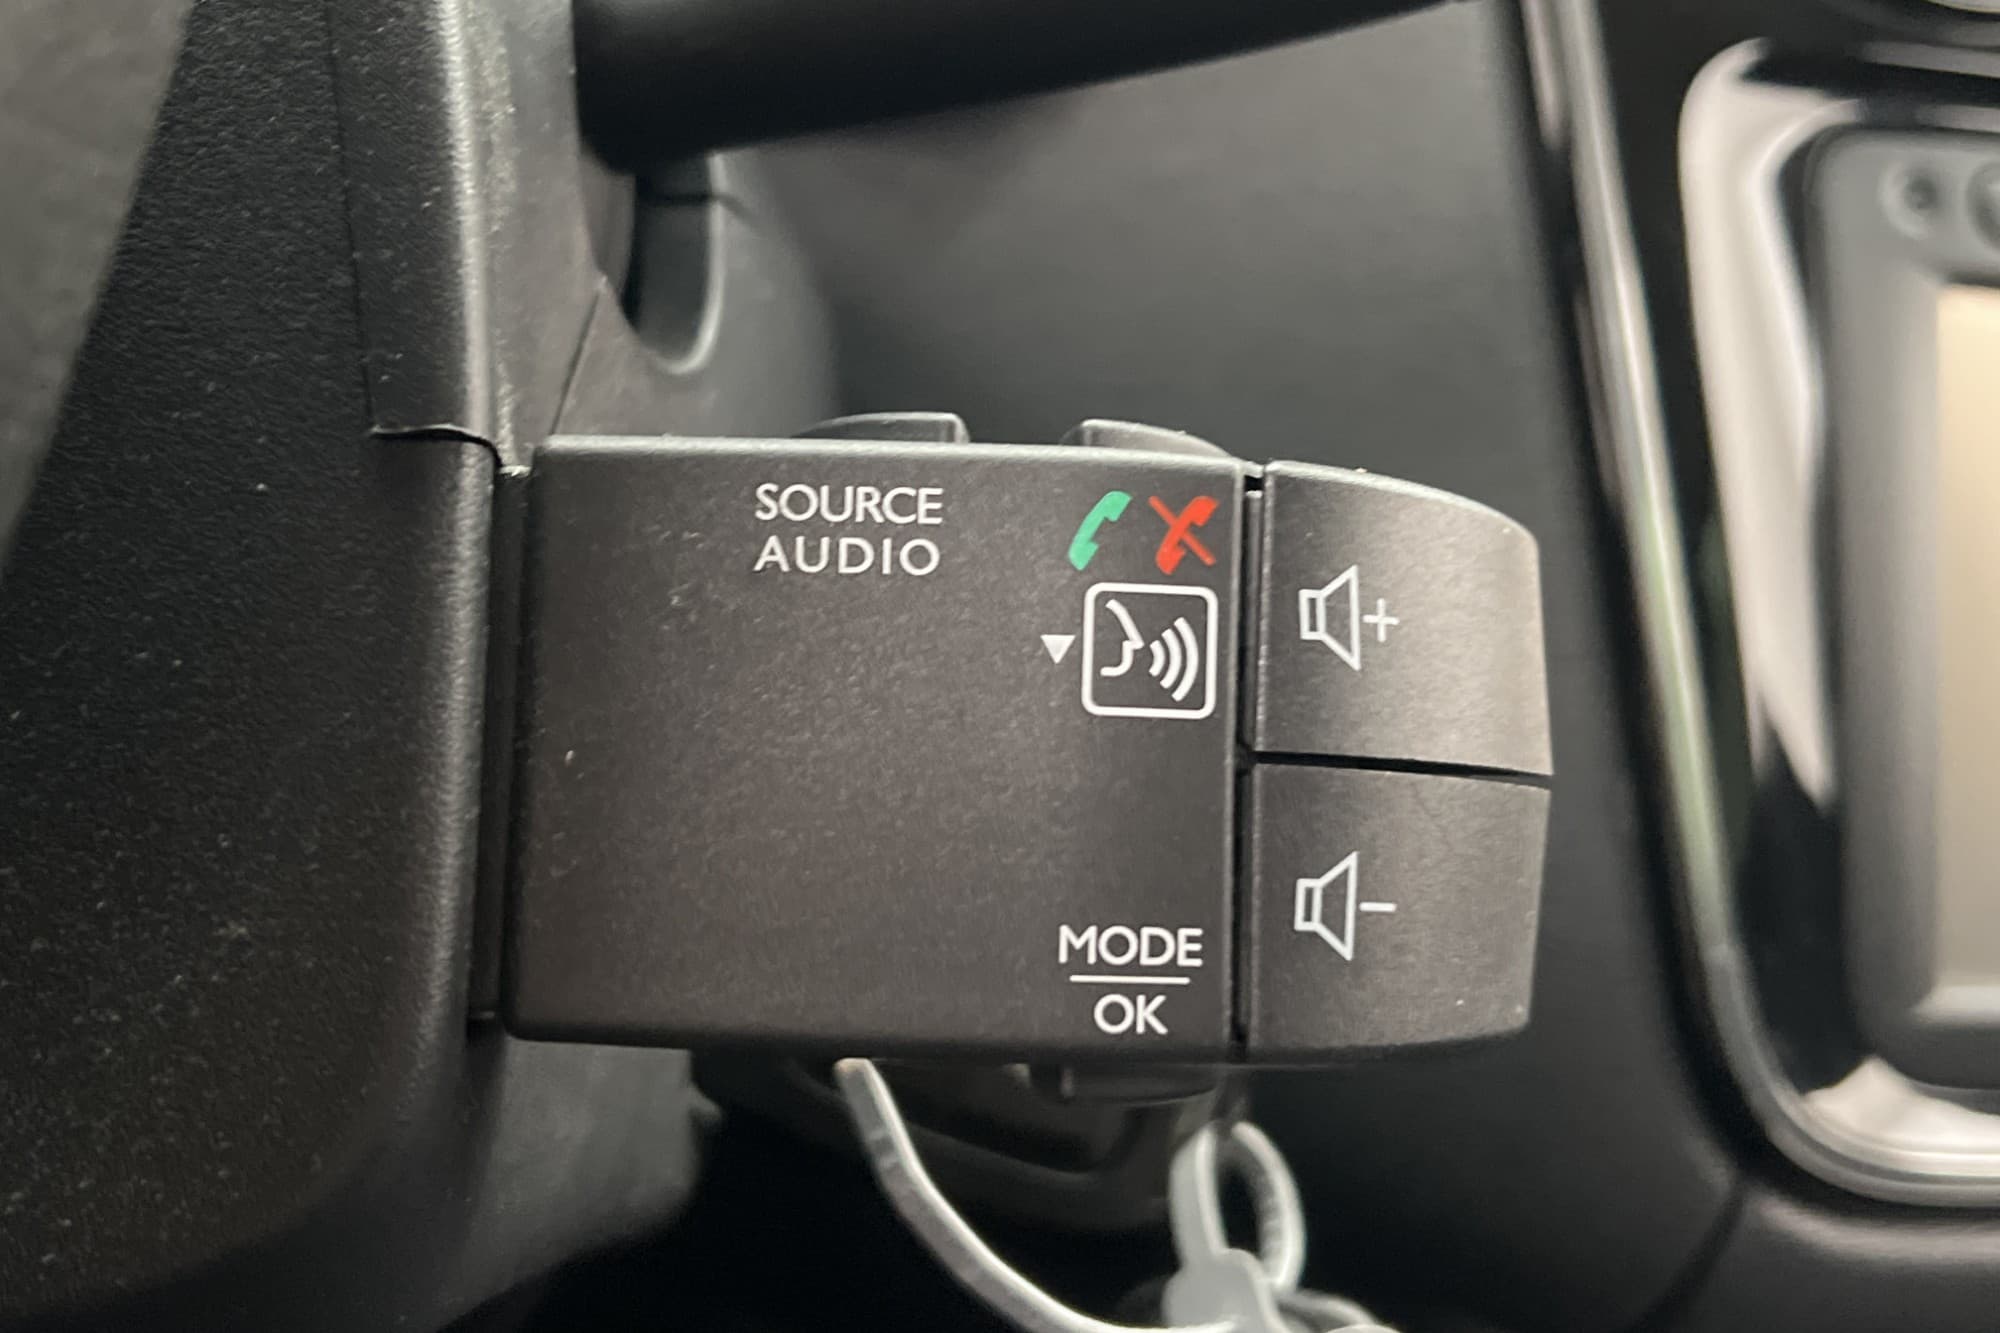 SOURCE
AUDIO
+
-
MODE
OK